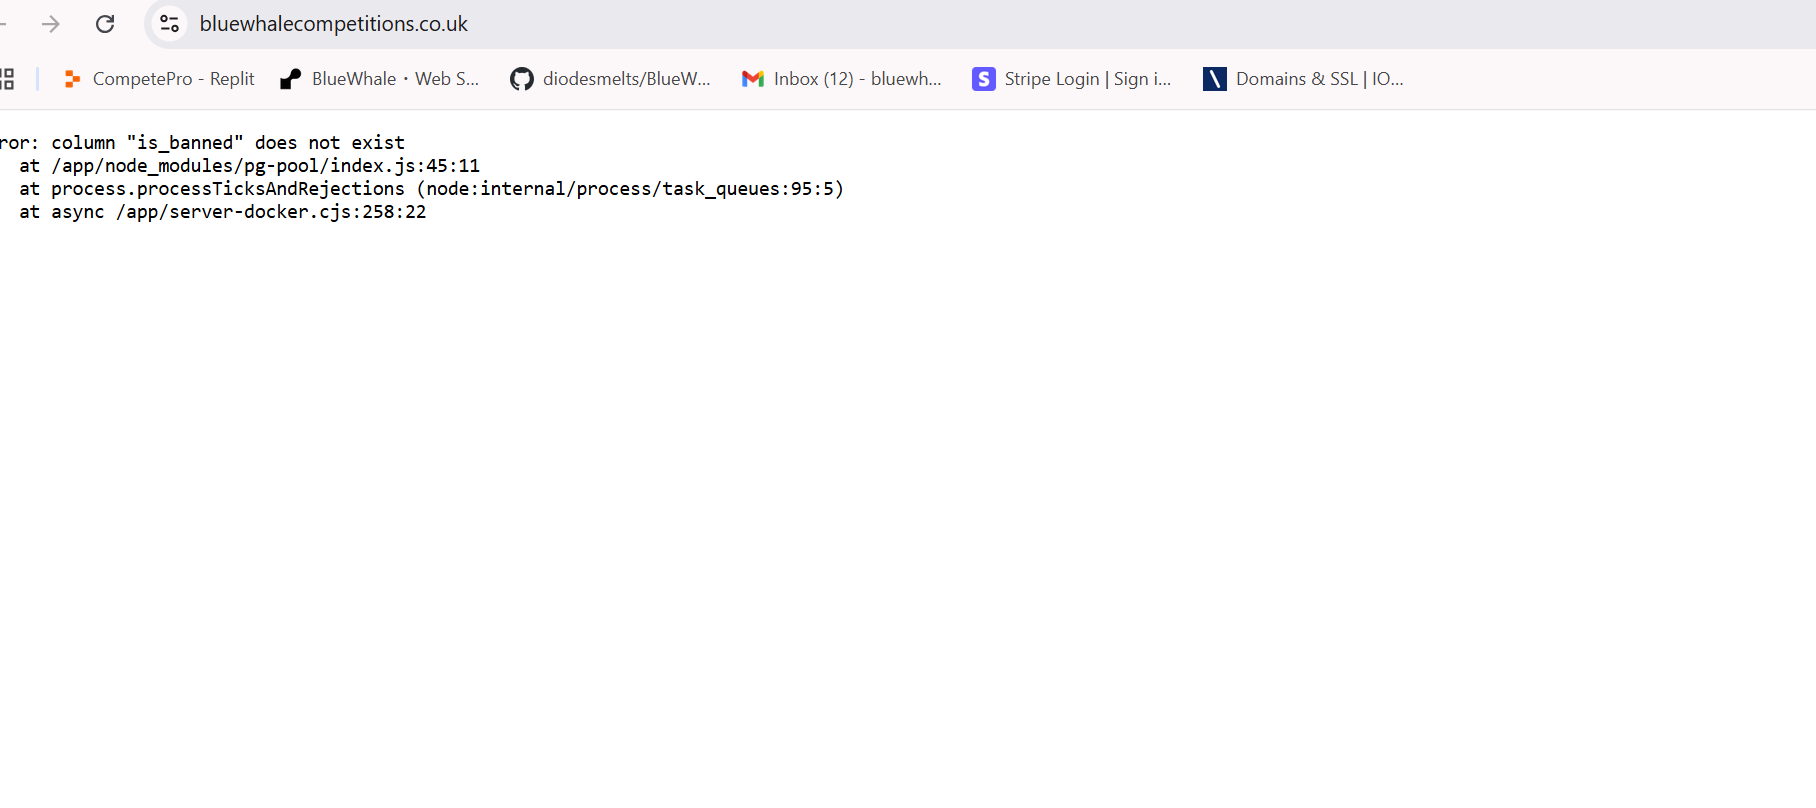 bluewhalecompetitions.co.uk
CompetePro - Replit
BlueWhale・Web S...
diodesmelts/BlueW...
Inbox (12) - bluewh...
Stripe Login | Sign i...
Domains & SSL | IO...
ror: column "is_banned" does not exist
at /app/node_modules/pg-pool/index.js:45:11
at process.processTicksAndRejections (node:internal/process/task_queues:95:5)
at async /app/server-docker.cjs:258:22